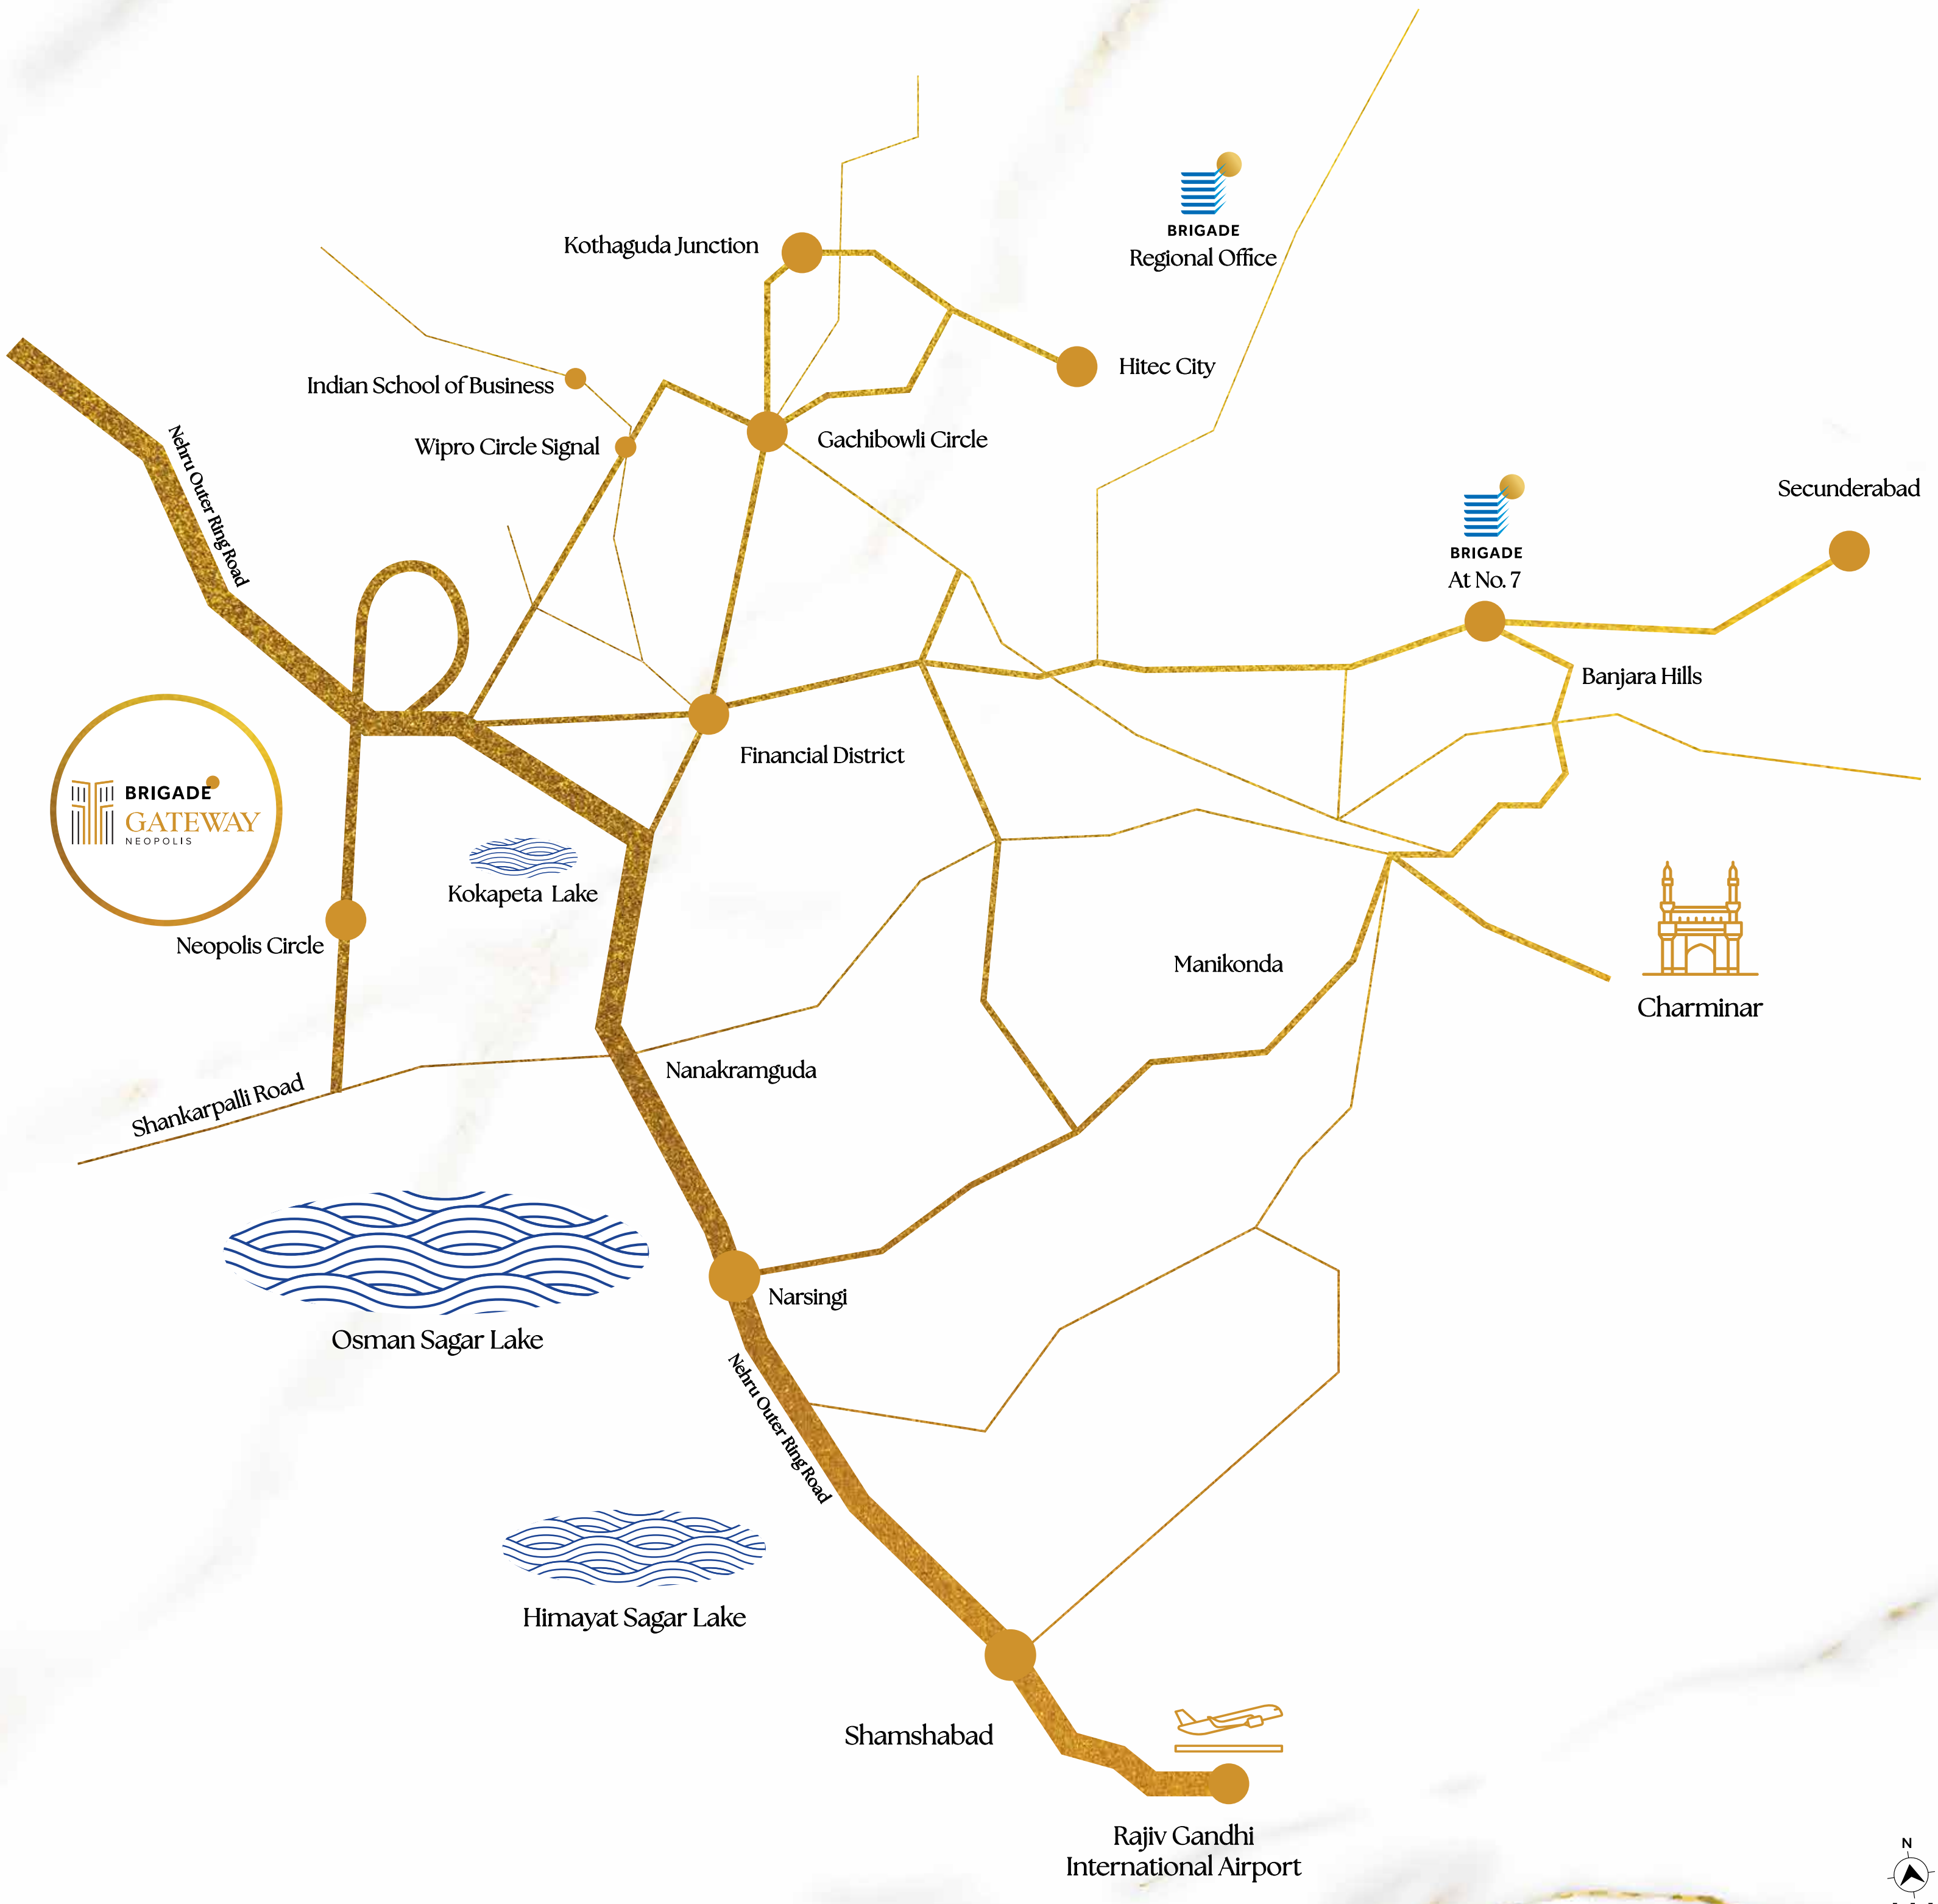 BRIGADE
Regional Office
Kothaguda Junction
Hitec City
Indian School of Business
Gachibowli Circle
Wipro Circle Signal
Nehru Outer Ring Road
Secunderabad
BRIGADE
At No. 7
Banjara Hills
Financial District
BRIGADE
GATEWAY
NEOPOLIS
Kokapeta Lake
Neopolis Circle
Manikonda
Charminar
Nanakramguda
Shankarpalli Road
Narsingi
Osman Sagar Lake
Nehru Outer Ring Road
Himayat Sagar Lake
Shamshabad
Rajiv Gandhi
International Airport
N